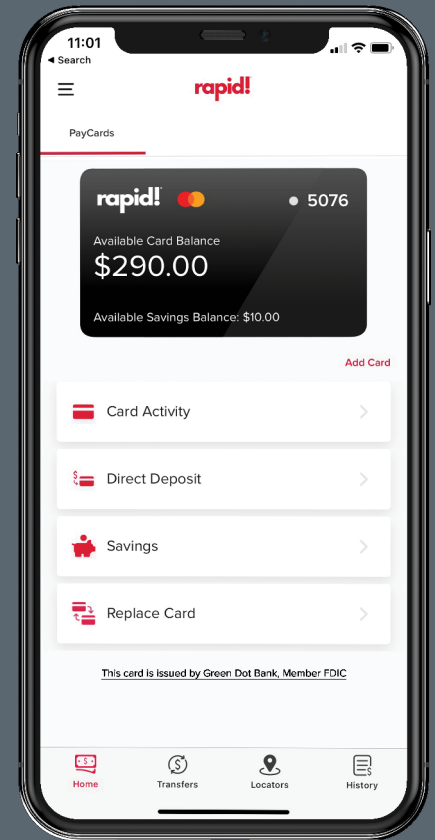 11:01
◀ Search
rapid!
PayCards
rapid! 5076
Available Card Balance
$290.00
Available Savings Balance: $10.00
Add Card
Card Activity
Direct Deposit
Savings
Replace Card
This card is issued by Green Dot Bank, Member FDIC
Home Transfers Locators History